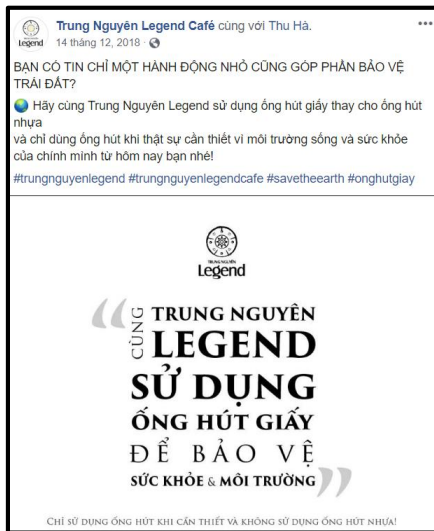 Trung Nguyên Legend Café cùng với Thu Hà.
14 tháng 12, 2018
BẠN CÓ TIN CHỈ MỘT HÀNH ĐỘNG NHỎ CŨNG GÓP PHẦN BẢO VỆ
TRÁI ĐẤT?
Hãy cùng Trung Nguyên Legend sử dụng ống hút giấy thay cho ống hút
nhựa
và chỉ dùng ống hút khi thật sự cần thiết vì môi trường sống và sức khỏe
của chính mình từ hôm nay bạn nhé!
#trungnguyenlegend #trungnguyenlegendcafe #savetheearth #onghutgiay
TRUNG NGUYÊN
Legend
“CÙNG TRUNG NGUYÊN
LEGEND
SỬ DỤNG
ỐNG HÚT GIẤY
ĐỂ BẢO VỆ
SỨC KHỎE & MÔI TRƯỜNG”
CHỈ SỬ DỤNG ỐNG HÚT KHI CẦN THIẾT VÀ KHÔNG SỬ DỤNG ỐNG HÚT NHỰA!